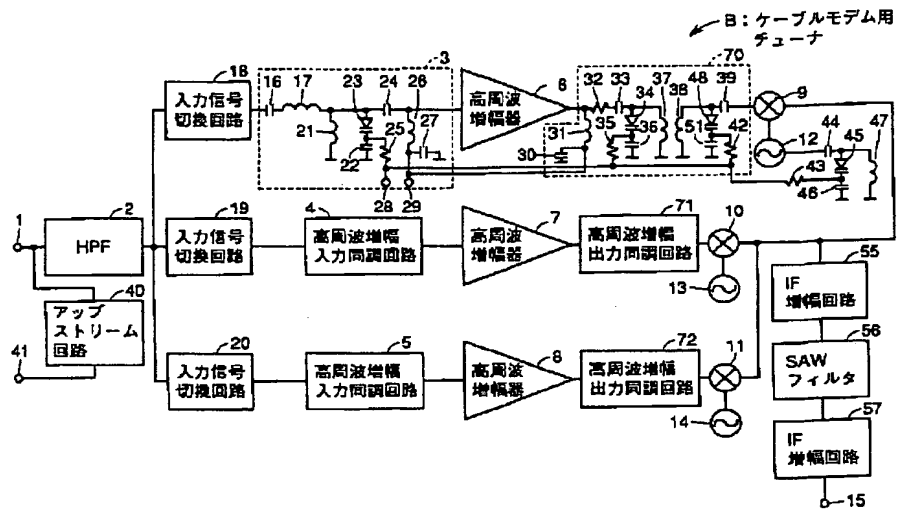 B：ケーブルモデム用
チューナ
18
入力信号
切換回路
3
16
17
23
24
26
21
22
25
27
28
29
6
高周波
増幅器
70
32
33
34
37
38
48
39
31
35
36
51
42
30
9
12
44
45
47
43
46
1
2
HPF
19
入力信号
切換回路
4
高周波増幅
入力同調回路
7
高周波
増幅器
71
高周波増幅
出力同調回路
10
13
40
アップ
ストリーム
回路
41
20
入力信号
切換回路
5
高周波増幅
入力同調回路
8
高周波
増幅器
72
高周波増幅
出力同調回路
11
14
55
IF
増幅回路
56
SAW
フィルタ
57
IF
増幅回路
15